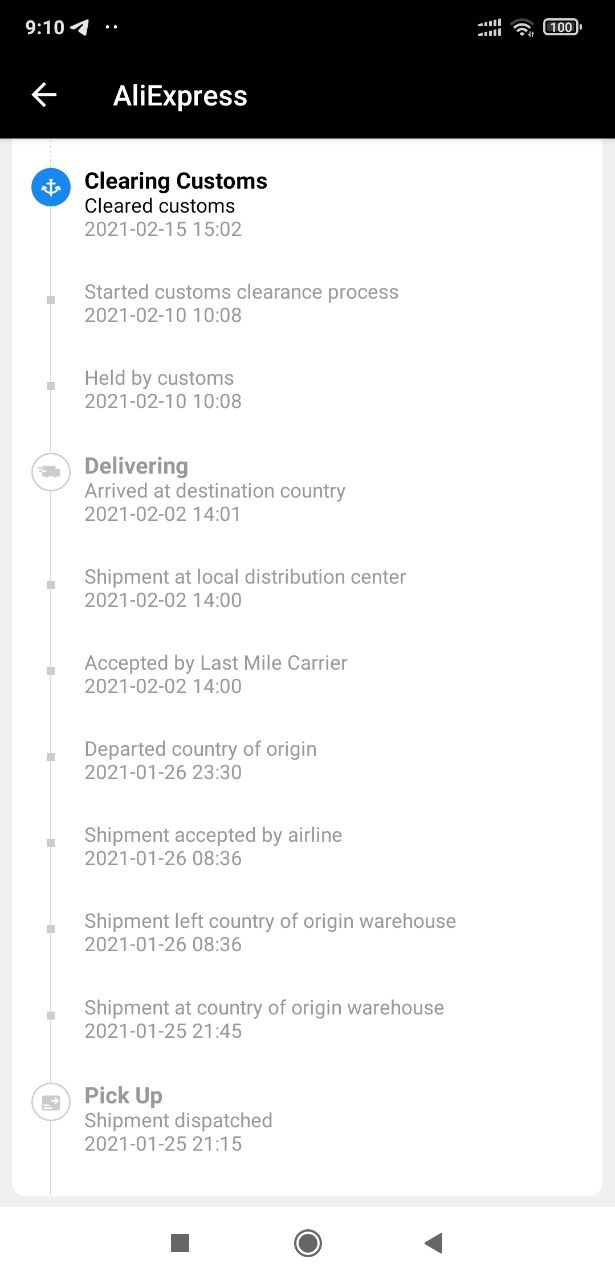 9:10
100
AliExpress
Clearing Customs
Cleared customs
2021-02-15 15:02
Started customs clearance process
2021-02-10 10:08
Held by customs
2021-02-10 10:08
Delivering
Arrived at destination country
2021-02-02 14:01
Shipment at local distribution center
2021-02-02 14:00
Accepted by Last Mile Carrier
2021-02-02 14:00
Departed country of origin
2021-01-26 23:30
Shipment accepted by airline
2021-01-26 08:36
Shipment left country of origin warehouse
2021-01-26 08:36
Shipment at country of origin warehouse
2021-01-25 21:45
Pick Up
Shipment dispatched
2021-01-25 21:15